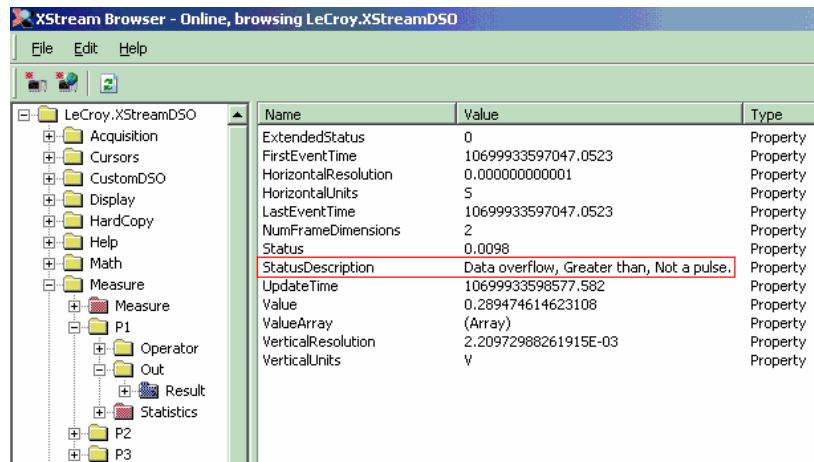 XStream Browser - Online, browsing LeCroy.XStreamDSO
File Edit Help
LeCroy.XStreamDSO
Acquisition
Cursors
CustomDSO
Display
HardCopy
Help
Math
Measure
Measure
P1
Operator
Out
Result
Statistics
P2
P3
Name Value Type
ExtendedStatus 0 Property
FirstEventTime 10699933597047.0523 Property
HorizontalResolution 0.000000000001 Property
HorizontalUnits S Property
LastEventTime 10699933597047.0523 Property
NumFrameDimensions 2 Property
Status 0.0098 Property
StatusDescription Data overflow, Greater than, Not a pulse. Property
UpdateTime 10699933598577.582 Property
Value 0.289474614623108 Property
ValueArray (Array) Property
VerticalResolution 2.20972988261915E-03 Property
VerticalUnits V Property